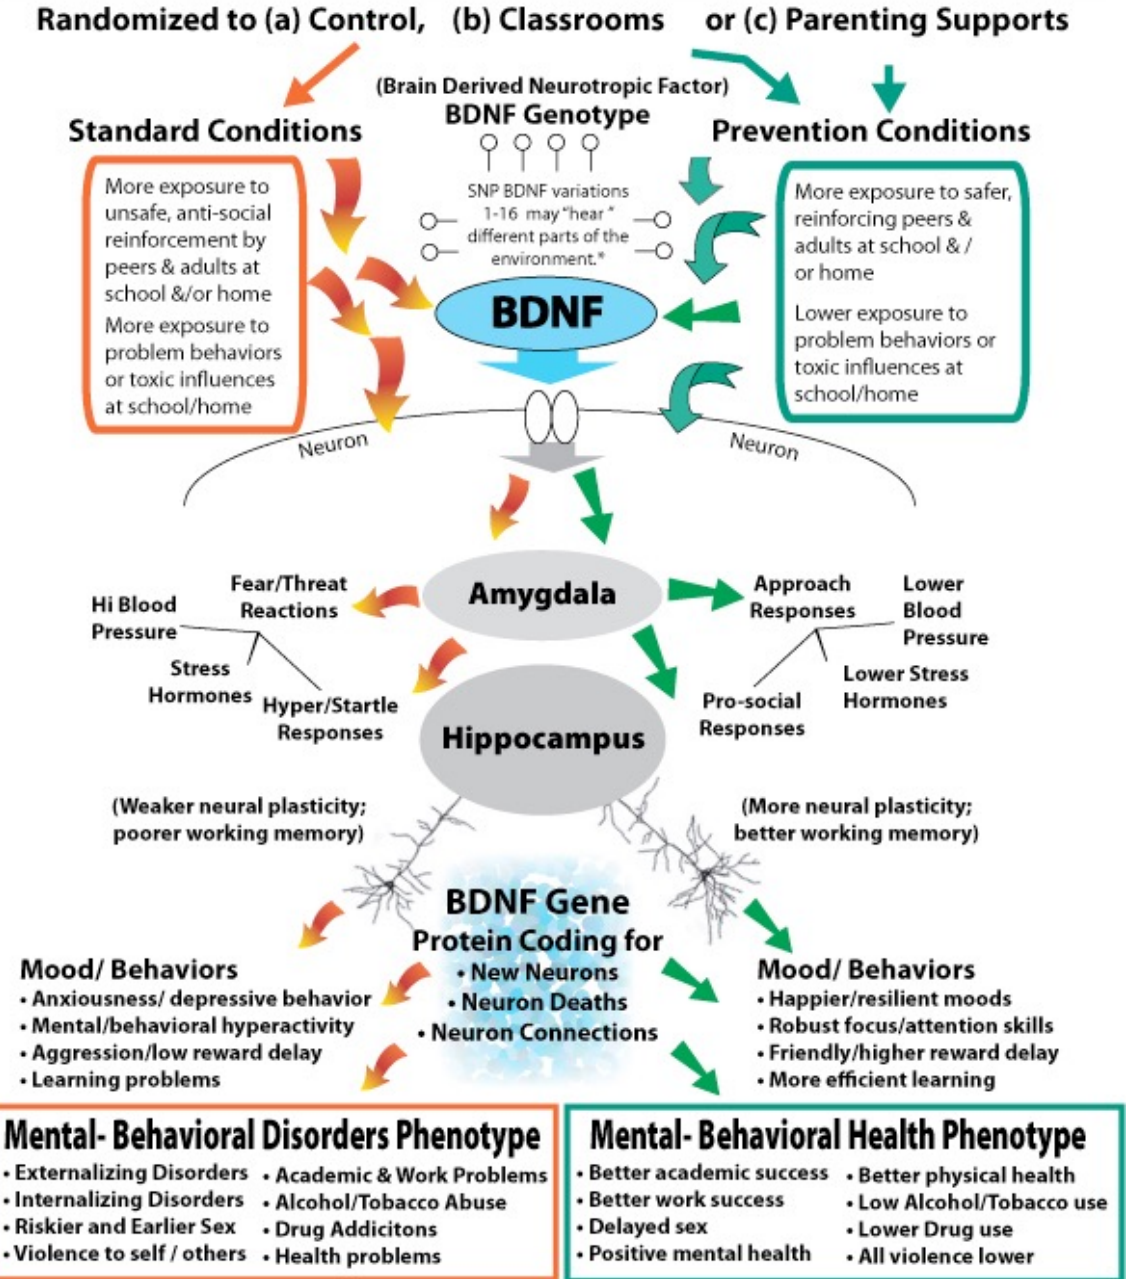 Randomized to (a) Control, (b) Classrooms or (c) Parenting Supports
(Brain Derived Neurotropic Factor)
BDNF Genotype
Standard Conditions
Prevention Conditions
More exposure to
unsafe, anti-social
reinforcement by
peers & adults at
school &/or home
More exposure to
problem behaviors
or toxic influences
at school/home
SNP BDNF variations
1-16 may "hear "
different parts of the
environment.*
BDNF
More exposure to safer,
reinforcing peers &
adults at school & /
or home
Lower exposure to
problem behaviors or
toxic influences at
school/home
Neuron
Neuron
Amygdala
Fear/Threat
Reactions
Hi Blood
Pressure
Stress
Hormones
Hyper/Startle
Responses
Approach
Responses
Lower
Blood
Pressure
Lower Stress
Hormones
Pro-social
Responses
Hippocampus
(Weaker neural plasticity;
poorer working memory)
(More neural plasticity;
better working memory)
BDNF Gene
Protein Coding for
• New Neurons
• Neuron Deaths
• Neuron Connections
Mood/ Behaviors
• Anxiousness/ depressive behavior
• Mental/behavioral hyperactivity
• Aggression/low reward delay
• Learning problems
Mood/ Behaviors
• Happier/resilient moods
• Robust focus/attention skills
• Friendly/higher reward delay
• More efficient learning
Mental- Behavioral Disorders Phenotype
• Externalizing Disorders
• Internalizing Disorders
• Riskier and Earlier Sex
• Violence to self / others
• Academic & Work Problems
• Alcohol/Tobacco Abuse
• Drug Addicitons
• Health problems
Mental- Behavioral Health Phenotype
• Better academic success
• Better work success
• Delayed sex
• Positive mental health
• Better physical health
• Low Alcohol/Tobacco use
• Lower Drug use
• All violence lower